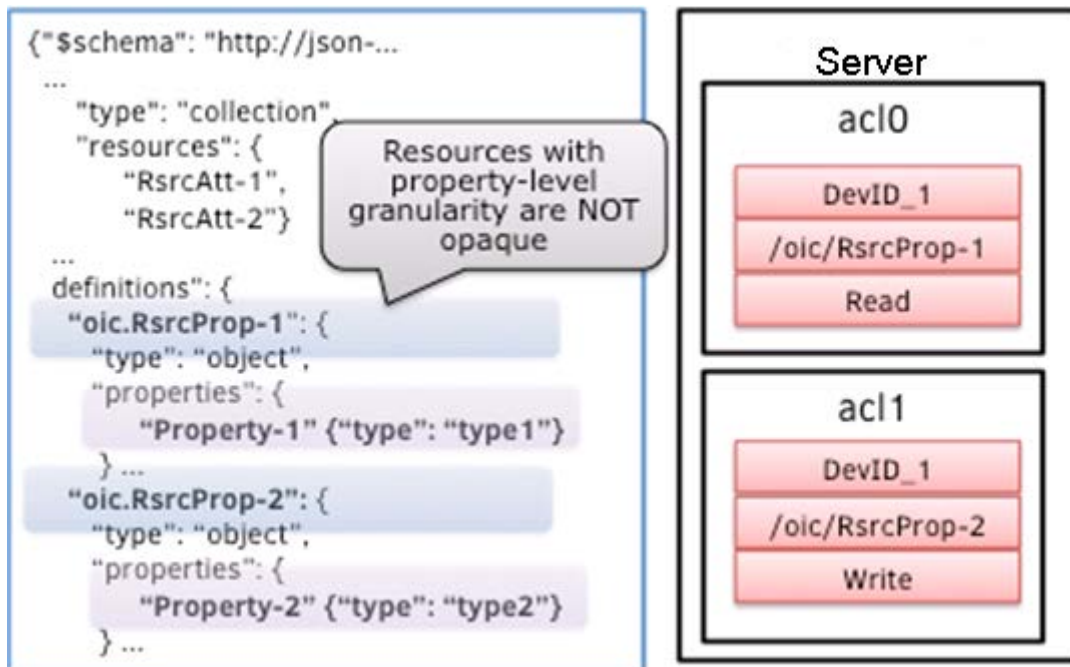 {"$schema": "http://json-...
...
"type": "collection",
"resources": {
"RsrcAtt-1",
"RsrcAtt-2"}
...
definitions": {
"oic.RsrcProp-1": {
"type": "object",
"properties": {
"Property-1" {"type": "type1"}
} ...
"oic.RsrcProp-2": {
"type": "object",
"properties": {
"Property-2" {"type": "type2"}
} ...
Resources with
property-level
granularity are NOT
opaque
Server
acl0
DevID_1
/oic/RsrcProp-1
Read
acl1
DevID_1
/oic/RsrcProp-2
Write